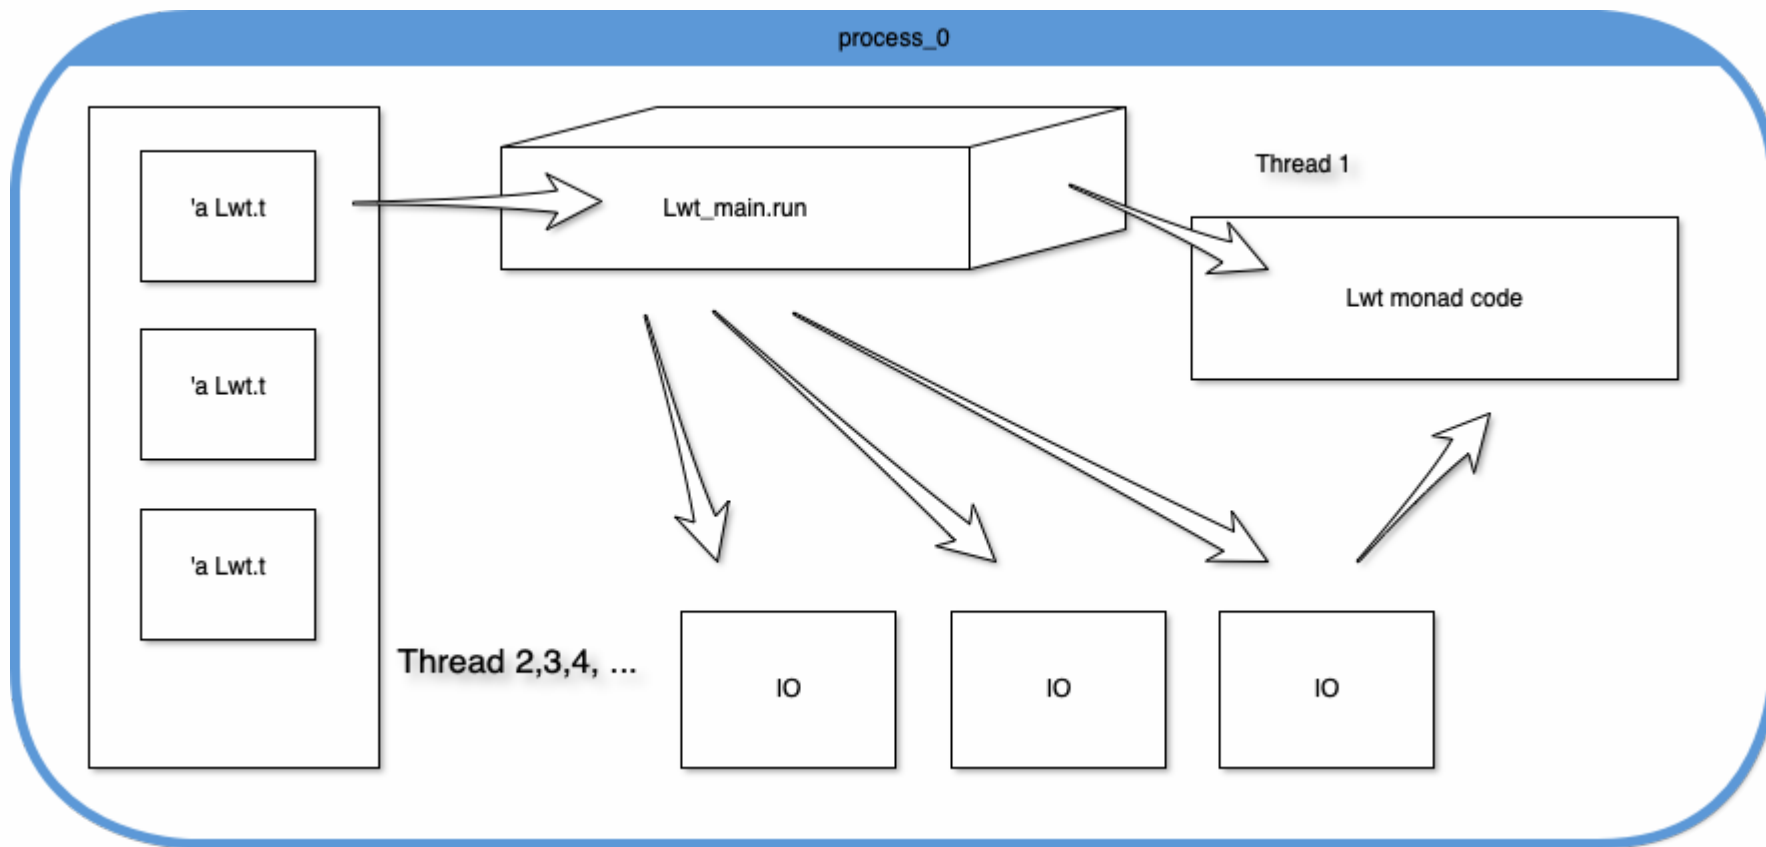 process_0
'a Lwt.t
'a Lwt.t
'a Lwt.t
Lwt_main.run
Thread 1
Lwt monad code
Thread 2,3,4, ...
IO
IO
IO